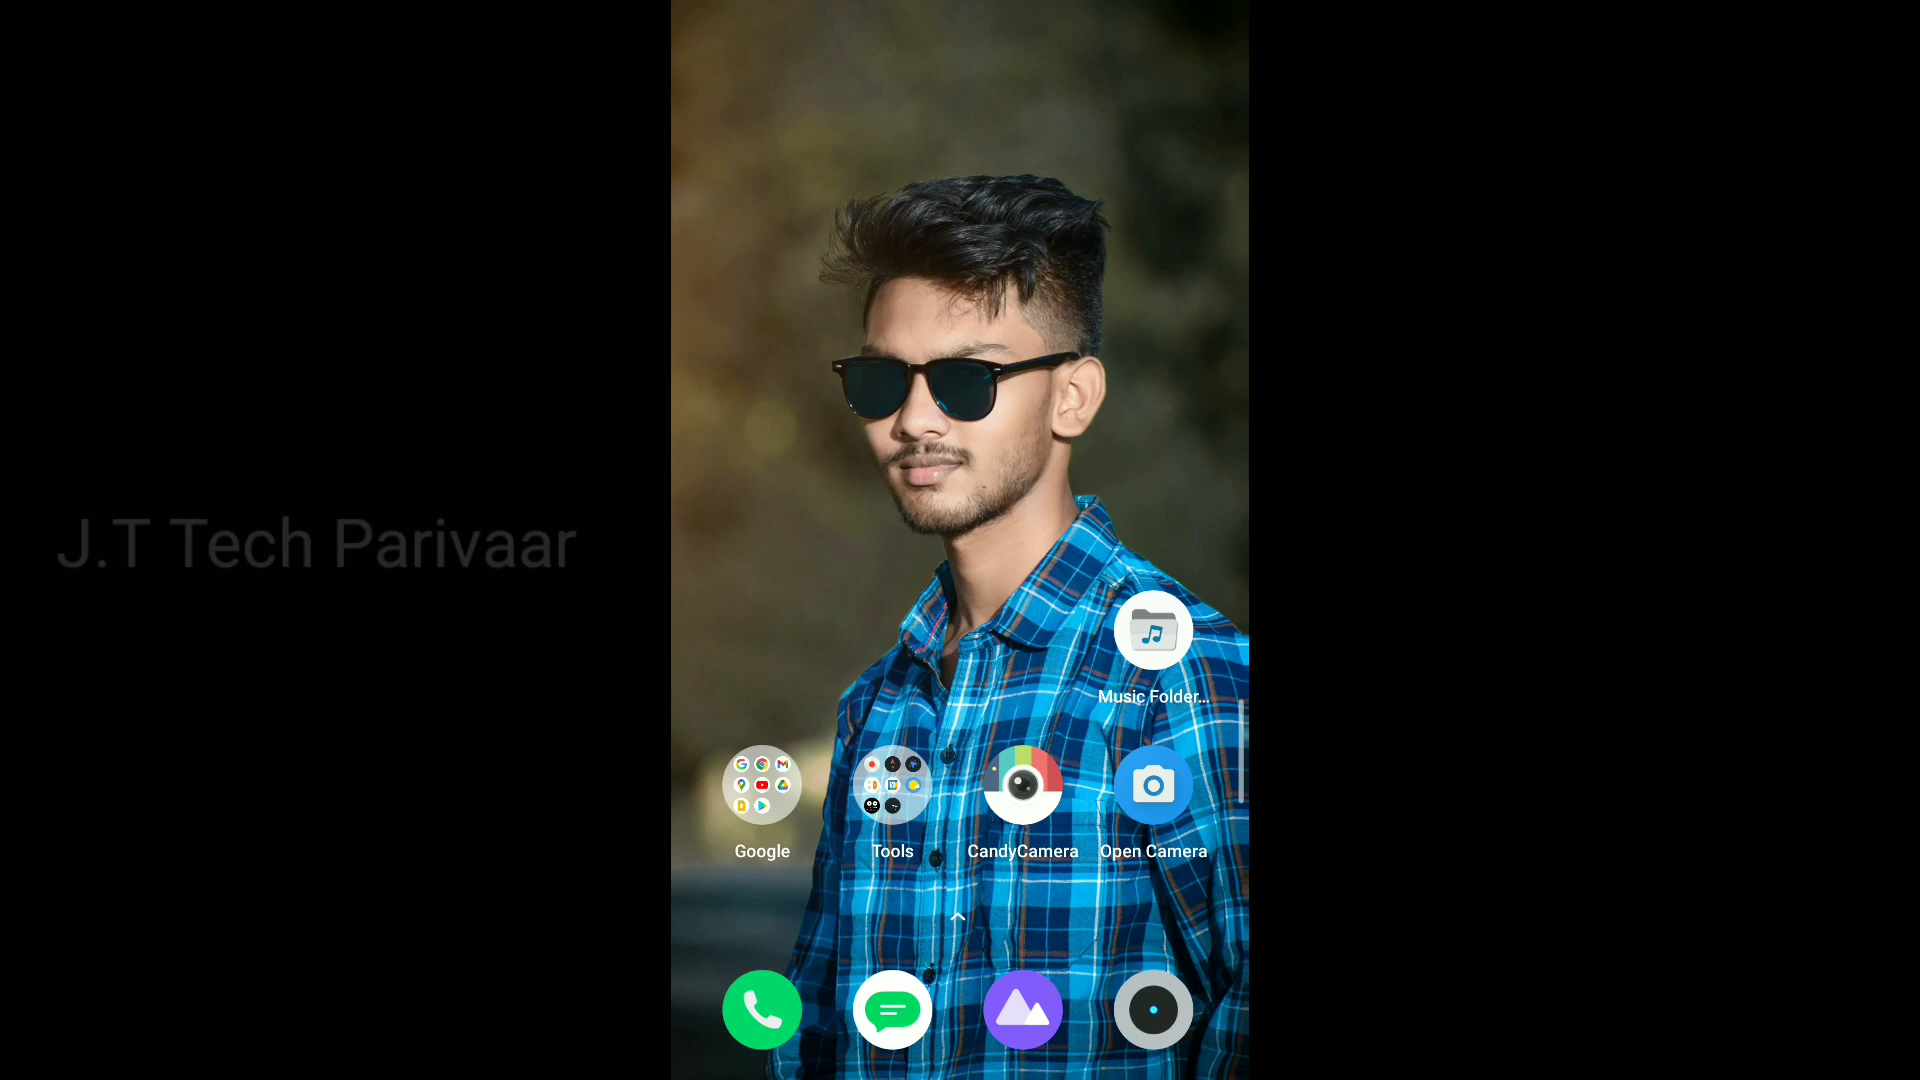 J.T Tech Parivaar
Music Folder...
Google
Tools
CandyCamera
Open Camera